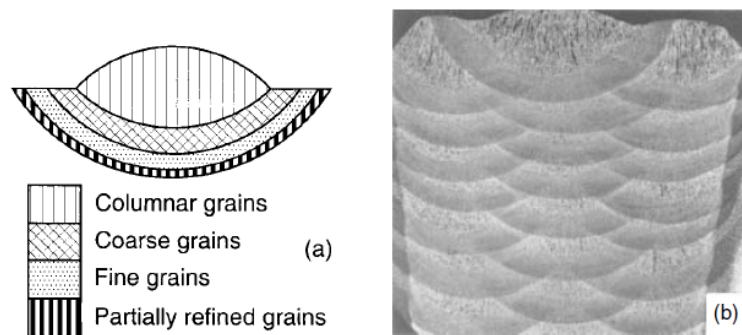 Columnar grains
Coarse grains
(a)
Fine grains
Partially refined grains
(b)